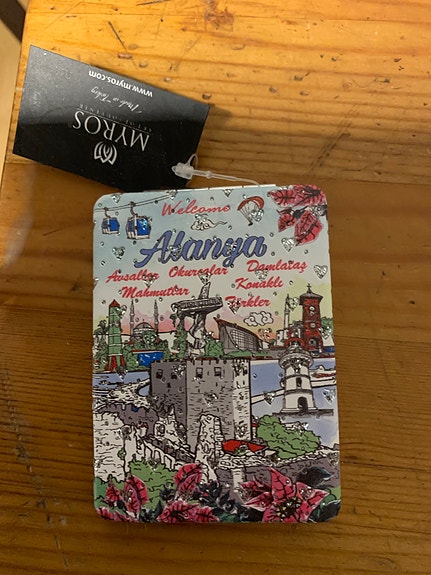 MYROS
"Made in Turkey"
www.myros.com
Welcome
Alanya
Avsallar Okurcalar Damlataş
Mahmutlar Konaklı
Türkler